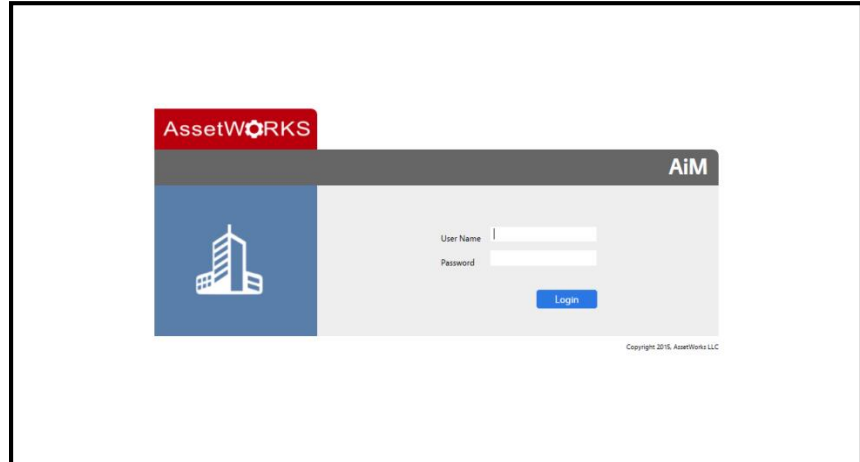 AssetWORKS
AiM
User Name
Password
Login
Copyright 2015, AssetWorks LLC